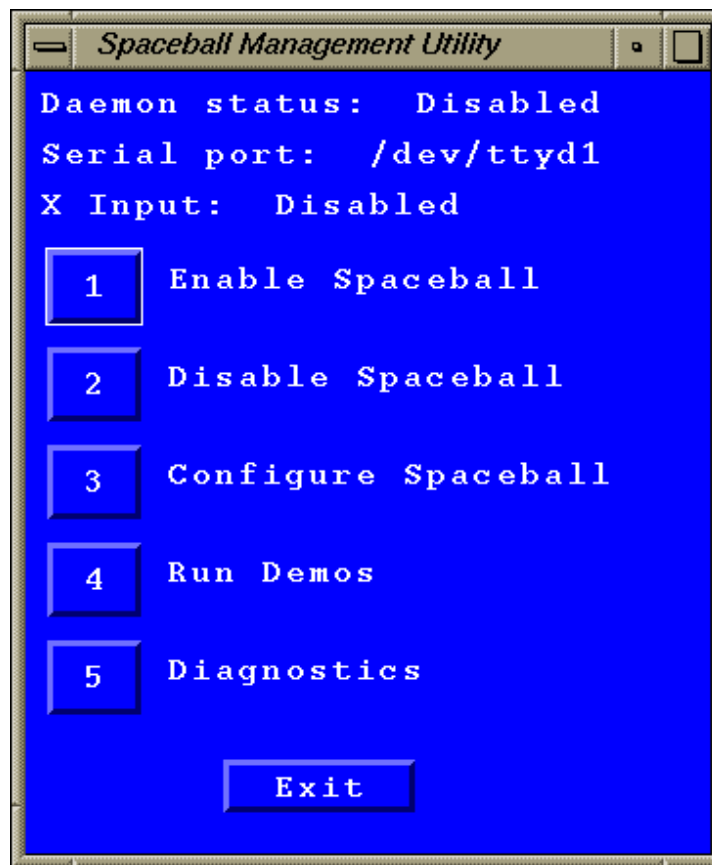 Spaceball Management Utility
Daemon status: Disabled
Serial port: /dev/ttyd1
X Input: Disabled
1 Enable Spaceball
2 Disable Spaceball
3 Configure Spaceball
4 Run Demos
5 Diagnostics
Exit